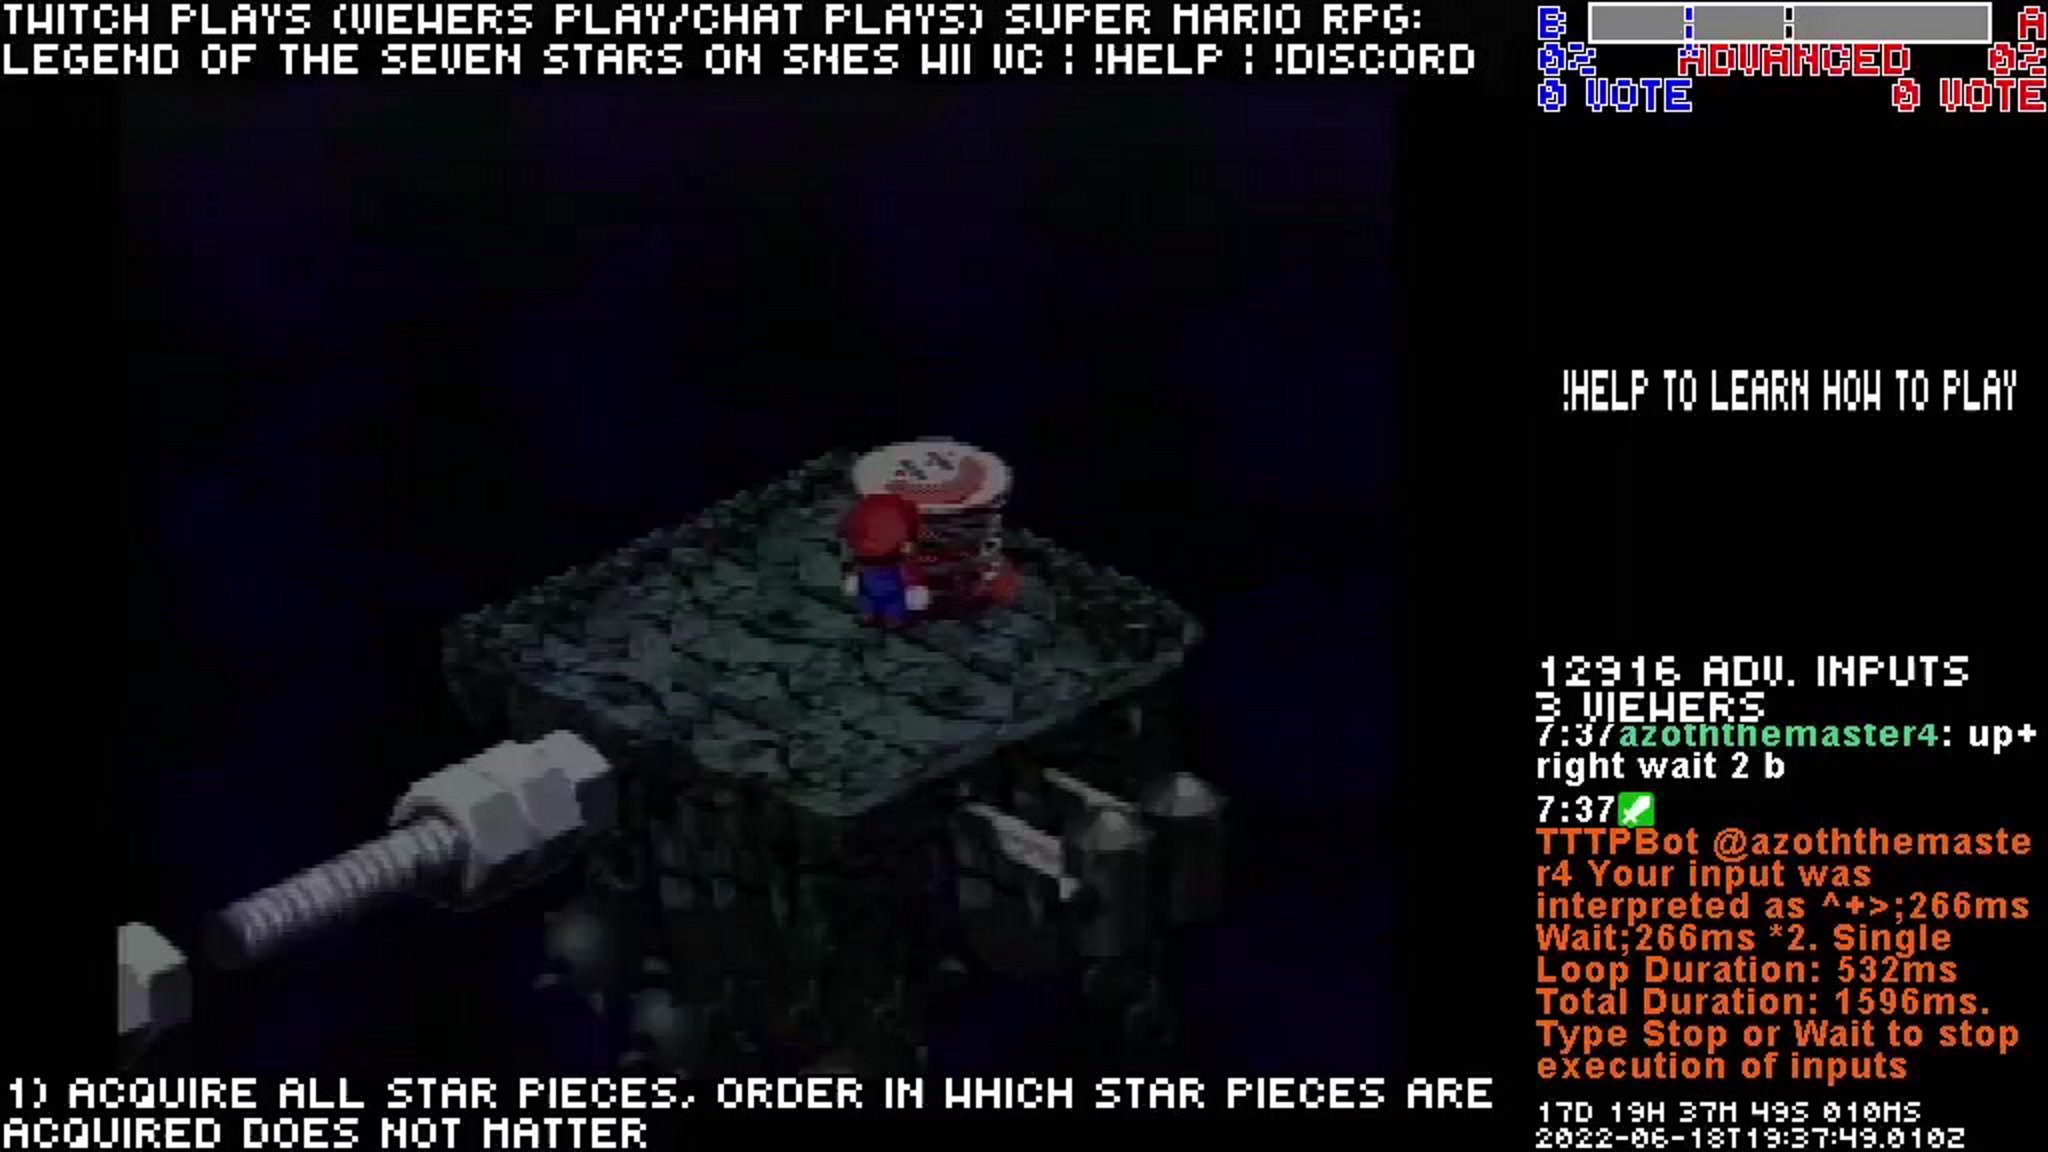 TWITCH PLAYS (VIEWERS PLAY/CHAT PLAYS) SUPER MARIO RPG:
LEGEND OF THE SEVEN STARS ON SNES WII VC ¦ !HELP ¦ !DISCORD
B A
0% ADVANCED 0%
0 VOTE 0 VOTE
!HELP TO LEARN HOW TO PLAY
12916 ADV. INPUTS
3 VIEWERS
7:37 azoththemaster4: up+
right wait 2 b
7:37
TTTPBot @azoththemaste
r4 Your input was
interpreted as ^+>;266ms
Wait;266ms *2. Single
Loop Duration: 532ms
Total Duration: 1596ms.
Type Stop or Wait to stop
execution of inputs
1) ACQUIRE ALL STAR PIECES, ORDER IN WHICH STAR PIECES ARE
ACQUIRED DOES NOT MATTER
17D 19H 37M 49S 010MS
2022-06-18T19:37:49.010Z